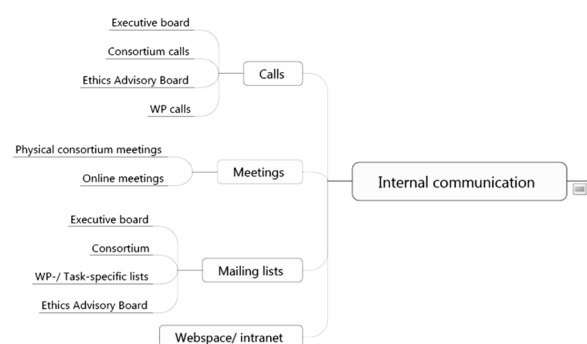 Executive board
Consortium calls
Ethics Advisory Board
WP calls
Calls
Physical consortium meetings
Online meetings
Meetings
Internal communication
Executive board
Consortium
WP-/ Task-specific lists
Ethics Advisory Board
Mailing lists
Webspace/ intranet